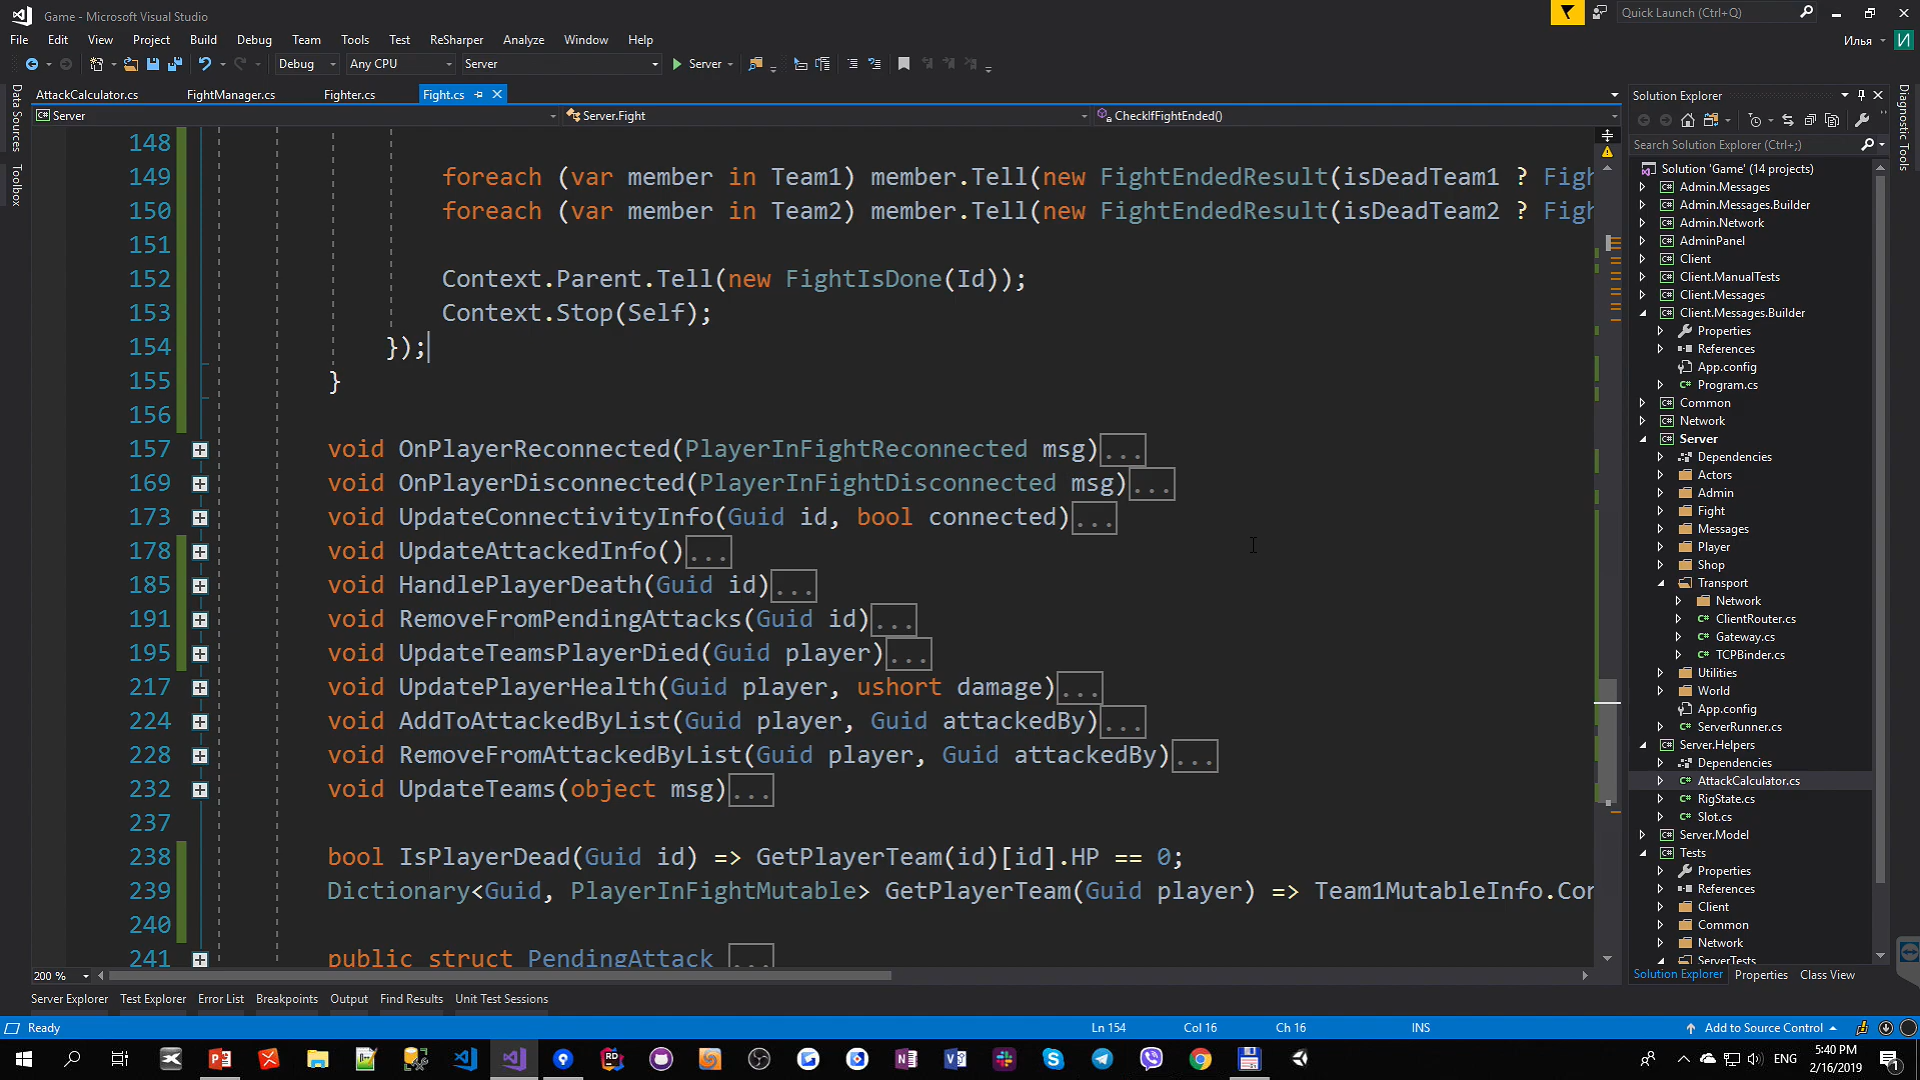 Game - Microsoft Visual Studio
Quick Launch (Ctrl+Q)
File Edit View Project Build Debug Team Tools Test ReSharper Analyze Window Help
Илья И
Debug Any CPU Server Server
AttackCalculator.cs FightManager.cs Fighter.cs Fight.cs
Server Server.Fight CheckIfFightEnded()
Data Sources
Toolbox
148
149 foreach (var member in Team1) member.Tell(new FightEndedResult(isDeadTeam1 ? Figh
150 foreach (var member in Team2) member.Tell(new FightEndedResult(isDeadTeam2 ? Figh
151
152 Context.Parent.Tell(new FightIsDone(Id));
153 Context.Stop(Self);
154 });
155 }
156
157 void OnPlayerReconnected(PlayerInFightReconnected msg)...
169 void OnPlayerDisconnected(PlayerInFightDisconnected msg)...
173 void UpdateConnectivityInfo(Guid id, bool connected)...
178 void UpdateAttackedInfo()...
185 void HandlePlayerDeath(Guid id)...
191 void RemoveFromPendingAttacks(Guid id)...
195 void UpdateTeamsPlayerDied(Guid player)...
217 void UpdatePlayerHealth(Guid player, ushort damage)...
224 void AddToAttackedByList(Guid player, Guid attackedBy)...
228 void RemoveFromAttackedByList(Guid player, Guid attackedBy)...
232 void UpdateTeams(object msg)...
237
238 bool IsPlayerDead(Guid id) => GetPlayerTeam(id)[id].HP == 0;
239 Dictionary<Guid, PlayerInFightMutable> GetPlayerTeam(Guid player) => Team1MutableInfo.Con
240
241 public struct PendingAttack ...
200 %
Solution Explorer
Search Solution Explorer (Ctrl+;)
Solution 'Game' (14 projects)
Admin.Messages
Admin.Messages.Builder
Admin.Network
AdminPanel
Client
Client.ManualTests
Client.Messages
Client.Messages.Builder
Properties
References
App.config
Program.cs
Common
Network
Server
Dependencies
Actors
Admin
Fight
Messages
Player
Shop
Transport
Network
ClientRouter.cs
Gateway.cs
TCPBinder.cs
Utilities
World
App.config
ServerRunner.cs
Server.Helpers
Dependencies
AttackCalculator.cs
RigState.cs
Slot.cs
Server.Model
Tests
Properties
References
Client
Common
Network
ServerTests
Solution Explorer Properties Class View
Diagnostic Tools
Server Explorer Test Explorer Error List Breakpoints Output Find Results Unit Test Sessions
Ready Ln 154 Col 16 Ch 16 INS Add to Source Control
ENG
5:40 PM
2/16/2019